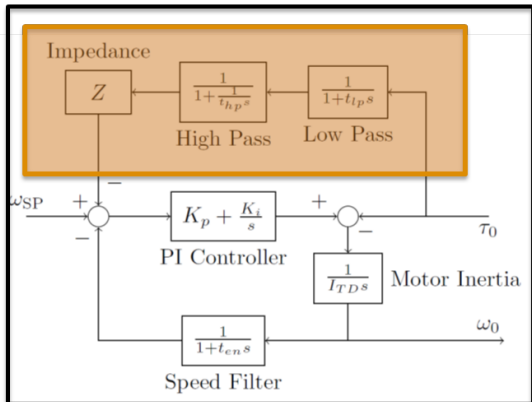 Impedance
Z
1 / (1 + 1/(t_hp s))
1 / (1 + t_lp s)
High Pass
Low Pass
−
ω_SP
+
K_p + K_i/s
+
−
−
τ_0
PI Controller
1 / (I_TD s)
Motor Inertia
ω_0
1 / (1 + t_en s)
Speed Filter